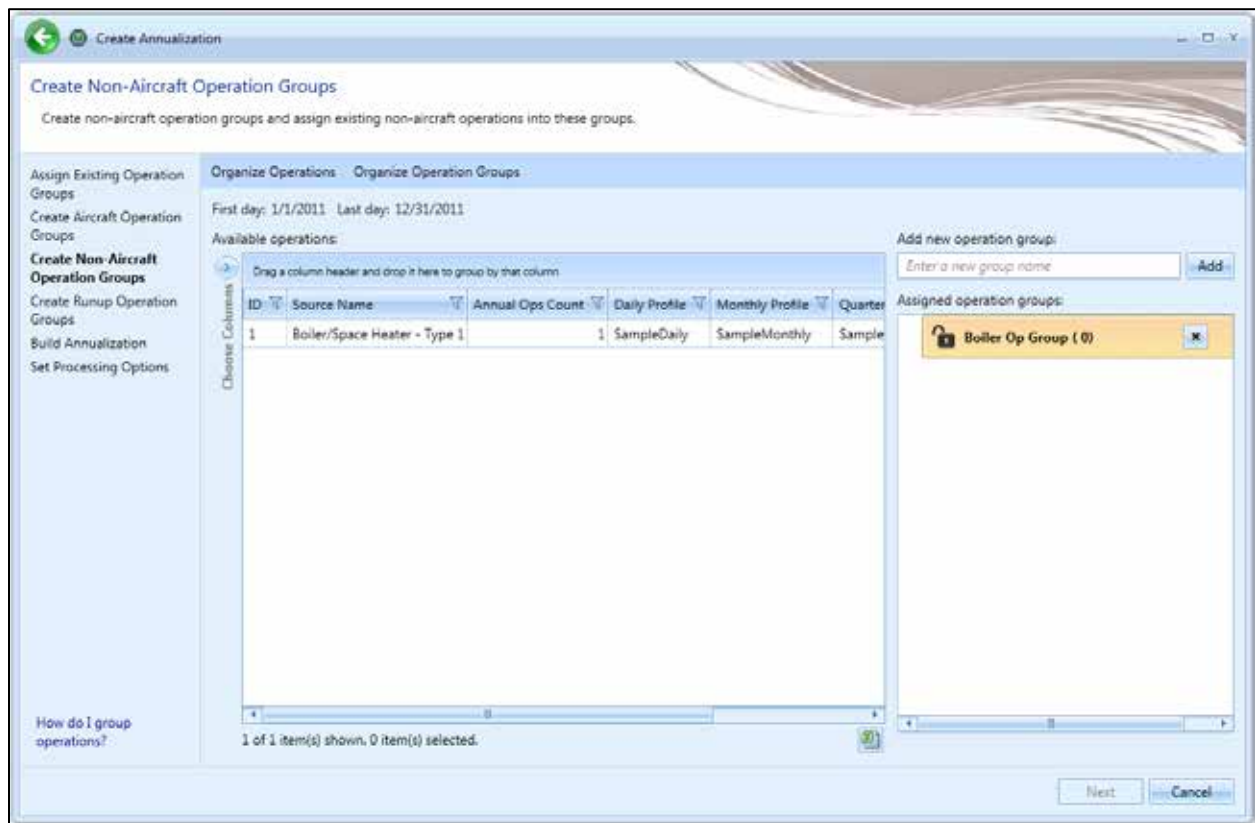 Create Annualization
Create Non-Aircraft Operation Groups
Create non-aircraft operation groups and assign existing non-aircraft operations into these groups.
Assign Existing Operation
Groups
Create Aircraft Operation
Groups
Create Non-Aircraft
Operation Groups
Create Runup Operation
Groups
Build Annualization
Set Processing Options
How do I group
operations?
Organize Operations Organize Operation Groups
First day: 1/1/2011 Last day: 12/31/2011
Available operations:
Choose Columns
Drag a column header and drop it here to group by that column
ID Source Name Annual Ops Count Daily Profile Monthly Profile Quarter
1 Boiler/Space Heater - Type 1 1 SampleDaily SampleMonthly Sample
1 of 1 item(s) shown. 0 item(s) selected.
Add new operation group:
Enter a new group name Add
Assigned operation groups:
Boiler Op Group ( 0)
Next Cancel